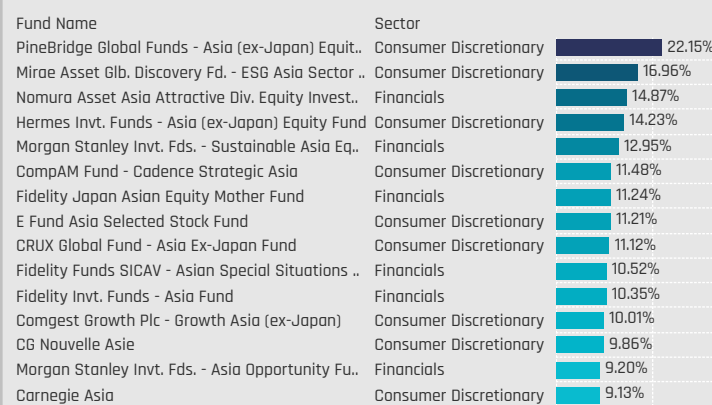 Fund Name Sector
PineBridge Global Funds - Asia (ex-Japan) Equit.. Consumer Discretionary 22.15%
Mirae Asset Glb. Discovery Fd. - ESG Asia Sector .. Consumer Discretionary 16.96%
Nomura Asset Asia Attractive Div. Equity Invest.. Financials 14.87%
Hermes Invt. Funds - Asia (ex-Japan) Equity Fund Consumer Discretionary 14.23%
Morgan Stanley Invt. Fds. - Sustainable Asia Eq.. Financials 12.95%
CompAM Fund - Cadence Strategic Asia Consumer Discretionary 11.48%
Fidelity Japan Asian Equity Mother Fund Financials 11.24%
E Fund Asia Selected Stock Fund Consumer Discretionary 11.21%
CRUX Global Fund - Asia Ex-Japan Fund Consumer Discretionary 11.12%
Fidelity Funds SICAV - Asian Special Situations .. Financials 10.52%
Fidelity Invt. Funds - Asia Fund Financials 10.35%
Comgest Growth Plc - Growth Asia (ex-Japan) Consumer Discretionary 10.01%
CG Nouvelle Asie Consumer Discretionary 9.86%
Morgan Stanley Invt. Fds. - Asia Opportunity Fu.. Financials 9.20%
Carnegie Asia Consumer Discretionary 9.13%